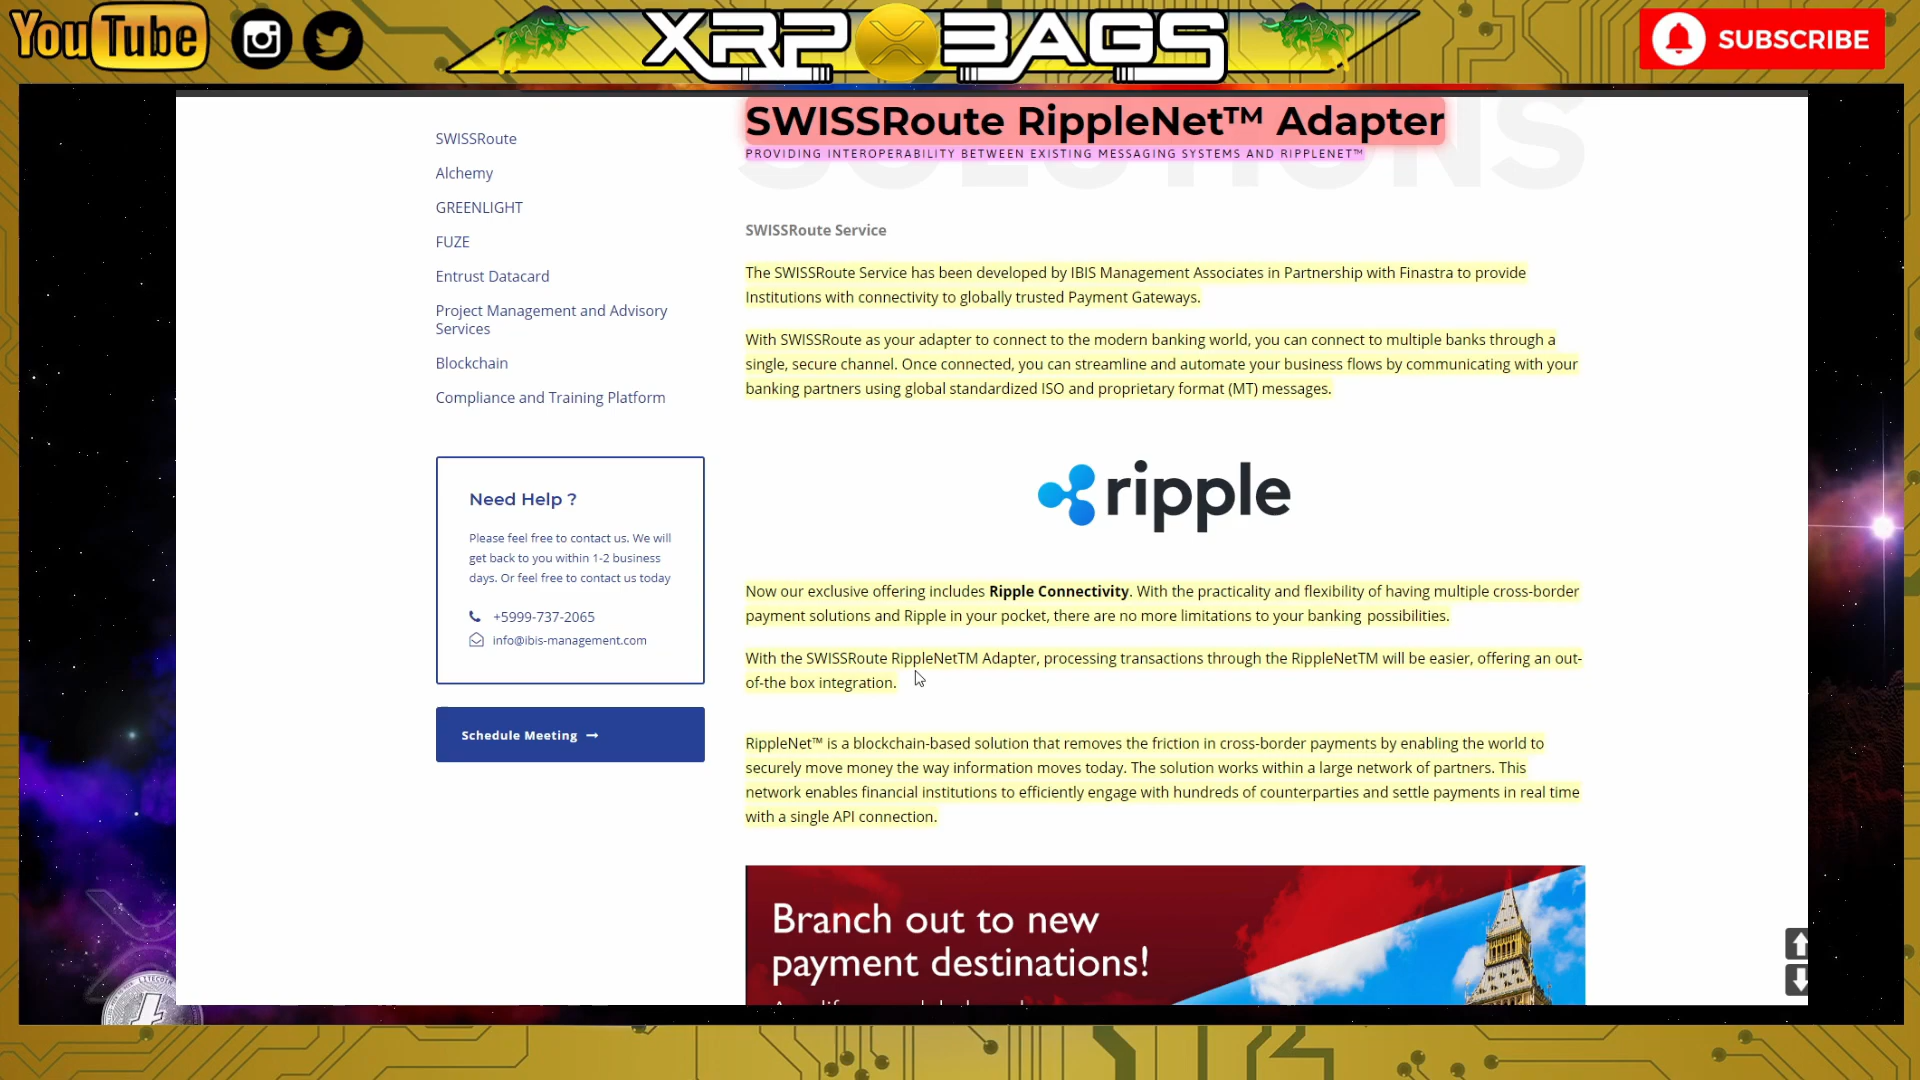 YouTube
XRP BAGS
SUBSCRIBE
SOLUTIONS
SWISSRoute RippleNet™ Adapter
PROVIDING INTEROPERABILITY BETWEEN EXISTING MESSAGING SYSTEMS AND RIPPLENET™
SWISSRoute
Alchemy
GREENLIGHT
FUZE
Entrust Datacard
Project Management and Advisory
Services
Blockchain
Compliance and Training Platform
Need Help ?
Please feel free to contact us. We will
get back to you within 1-2 business
days. Or feel free to contact us today
+5999-737-2065
info@ibis-management.com
Schedule Meeting →
SWISSRoute Service
The SWISSRoute Service has been developed by IBIS Management Associates in Partnership with Finastra to provide
Institutions with connectivity to globally trusted Payment Gateways.
With SWISSRoute as your adapter to connect to the modern banking world, you can connect to multiple banks through a
single, secure channel. Once connected, you can streamline and automate your business flows by communicating with your
banking partners using global standardized ISO and proprietary format (MT) messages.
ripple
Now our exclusive offering includes Ripple Connectivity. With the practicality and flexibility of having multiple cross-border
payment solutions and Ripple in your pocket, there are no more limitations to your banking possibilities.
With the SWISSRoute RippleNetTM Adapter, processing transactions through the RippleNetTM will be easier, offering an out-
of-the box integration.
RippleNet™ is a blockchain-based solution that removes the friction in cross-border payments by enabling the world to
securely move money the way information moves today. The solution works within a large network of partners. This
network enables financial institutions to efficiently engage with hundreds of counterparties and settle payments in real time
with a single API connection.
Branch out to new
payment destinations!
LITECOIN